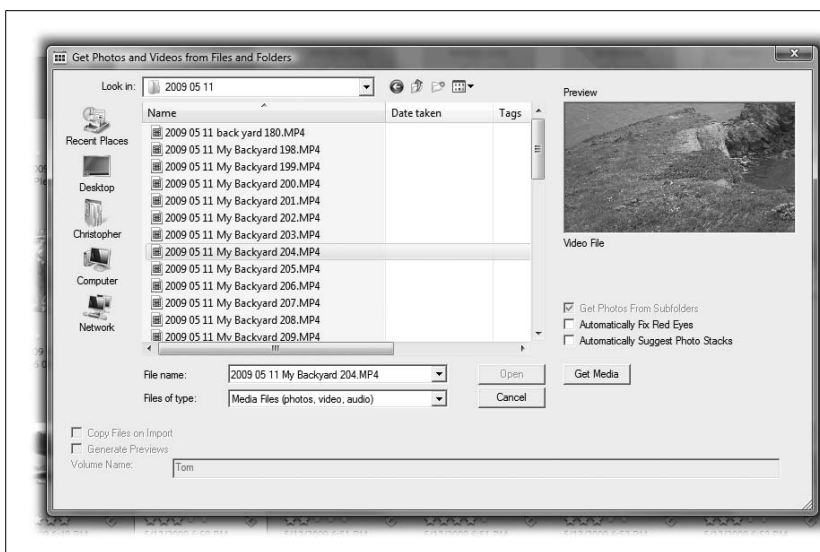 Get Photos and Videos from Files and Folders
Look in:
2009 05 11
Recent Places
Desktop
Christopher
Computer
Network
Name
Date taken
Tags
2009 05 11 back yard 180.MP4
2009 05 11 My Backyard 198.MP4
2009 05 11 My Backyard 199.MP4
2009 05 11 My Backyard 200.MP4
2009 05 11 My Backyard 201.MP4
2009 05 11 My Backyard 202.MP4
2009 05 11 My Backyard 203.MP4
2009 05 11 My Backyard 204.MP4
2009 05 11 My Backyard 205.MP4
2009 05 11 My Backyard 206.MP4
2009 05 11 My Backyard 207.MP4
2009 05 11 My Backyard 208.MP4
2009 05 11 My Backyard 209.MP4
Preview
Video File
Get Photos From Subfolders
Automatically Fix Red Eyes
Automatically Suggest Photo Stacks
File name:
2009 05 11 My Backyard 204.MP4
Open
Get Media
Files of type:
Media Files (photos, video, audio)
Cancel
Copy Files on Import
Generate Previews
Volume Name:
Tom